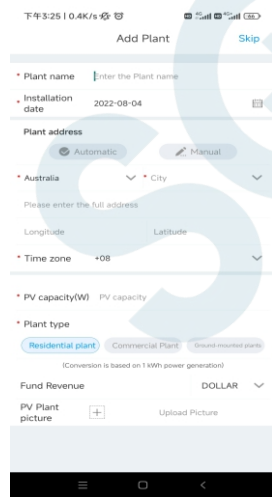 下午3:25 | 0.4K/s
Add Plant
Skip
* Plant name Enter the Plant name
* Installation date 2022-08-04
Plant address
Automatic Manual
* Australia * City
Please enter the full address
Longitude Latitude
* Time zone +08
* PV capacity(W) PV capacity
* Plant type
Residential plant Commercial Plant Ground-mounted plants
(Conversion is based on 1 kWh power generation)
Fund Revenue DOLLAR
PV Plant picture Upload Picture